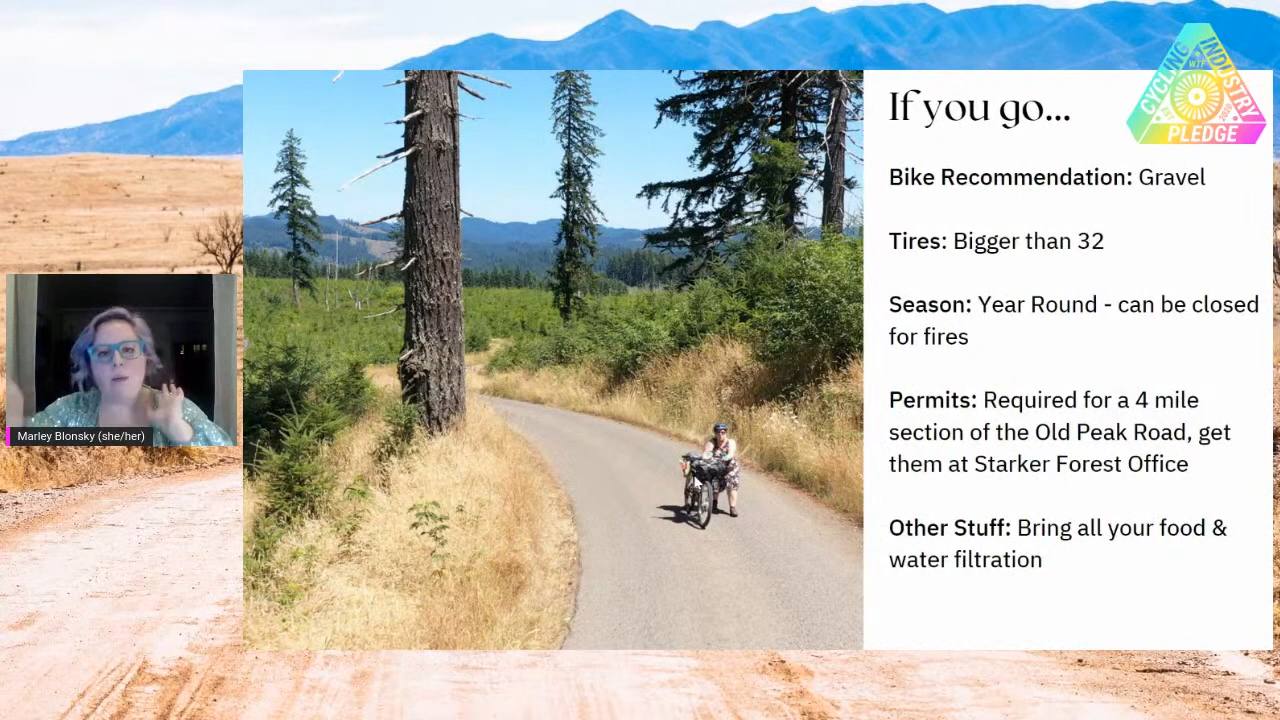 If you go...
CYCLING
INDUSTRY
WTF
PLEDGE
Bike Recommendation: Gravel
Tires: Bigger than 32
Season: Year Round - can be closed
for fires
Permits: Required for a 4 mile
section of the Old Peak Road, get
them at Starker Forest Office
Other Stuff: Bring all your food &
water filtration
Marley Blonsky (she/her)